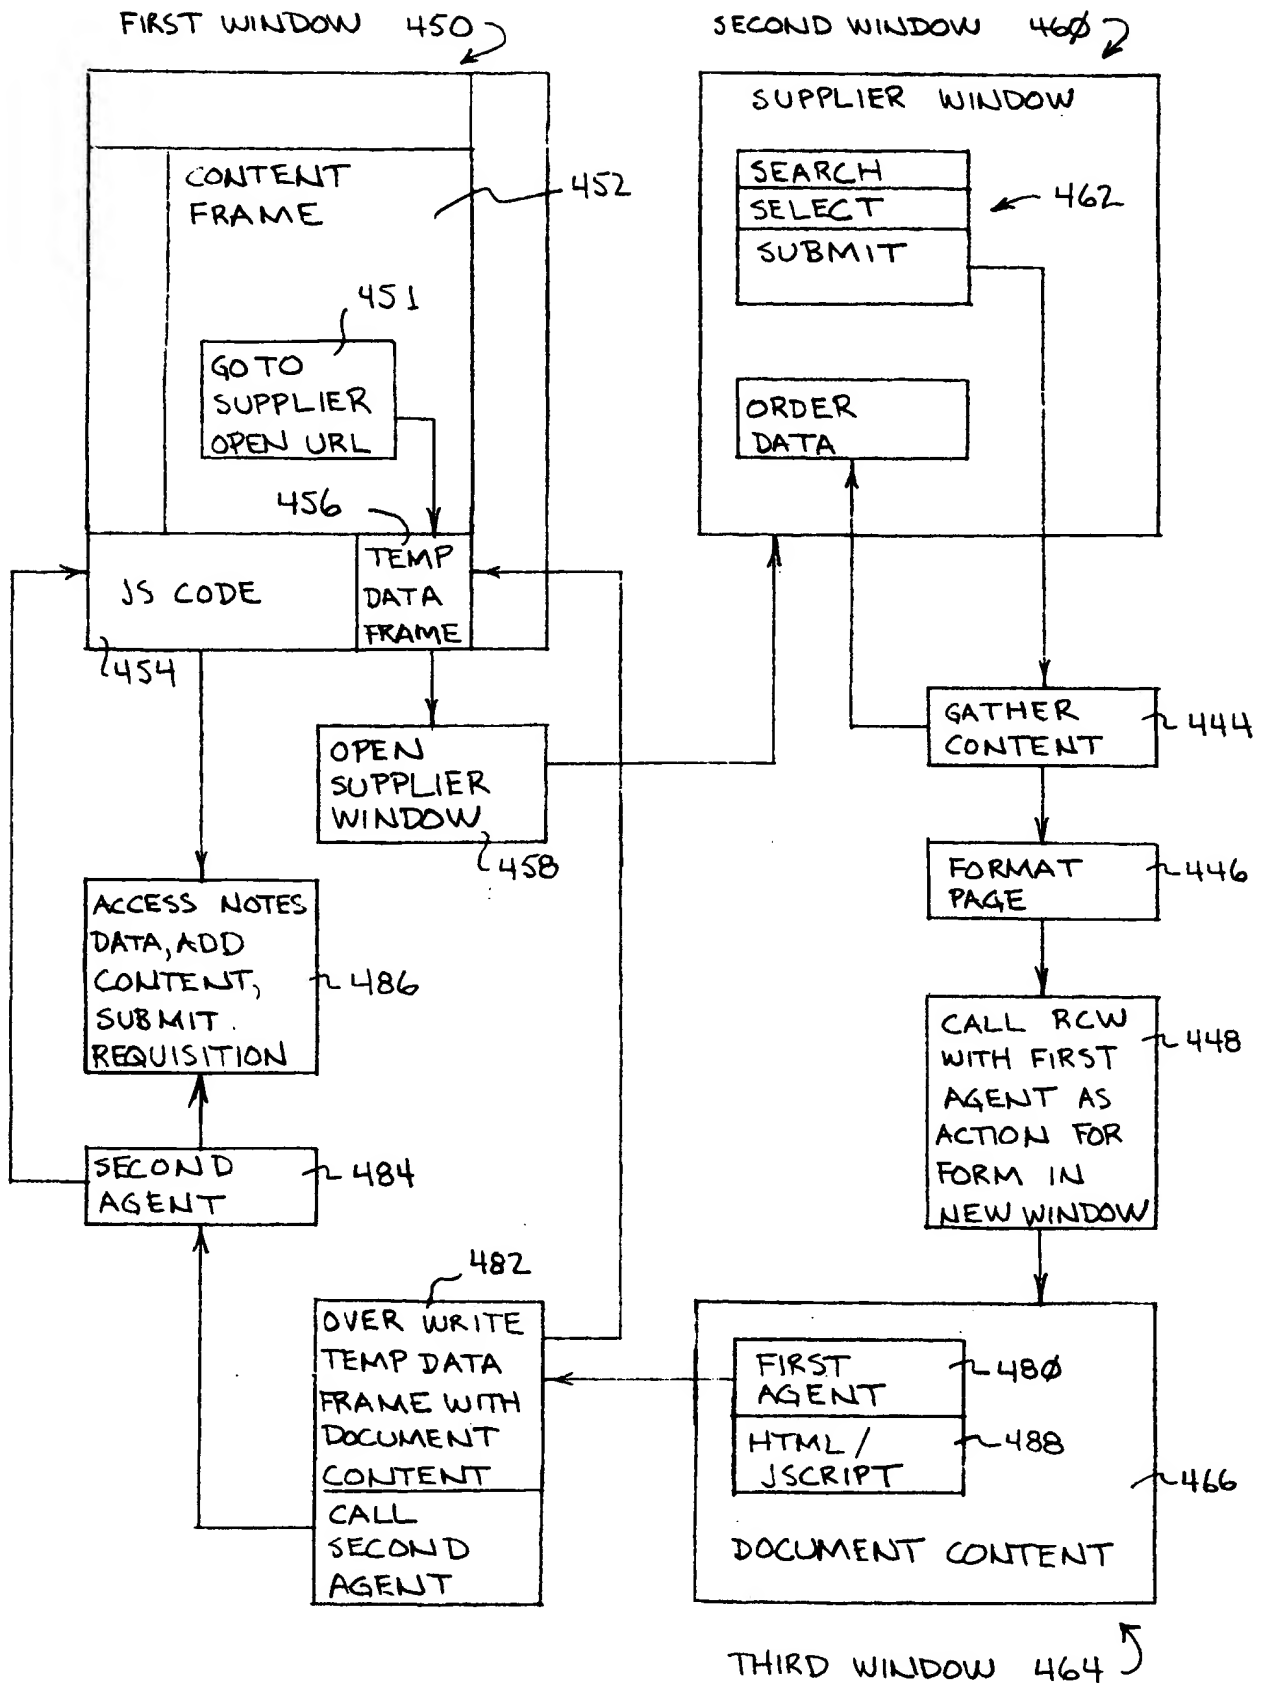 FIRST WINDOW 450
SECOND WINDOW 460
SUPPLIER WINDOW
CONTENT
FRAME
452
SEARCH
SELECT
SUBMIT
462
451
GO TO
SUPPLIER
OPEN URL
ORDER
DATA
456
JS CODE
TEMP
DATA
FRAME
454
OPEN
SUPPLIER
WINDOW
458
GATHER
CONTENT
444
FORMAT
PAGE
446
ACCESS NOTES
DATA, ADD
CONTENT,
SUBMIT
REQUISITION
486
CALL RCW
WITH FIRST
AGENT AS
ACTION FOR
FORM IN
NEW WINDOW
448
SECOND
AGENT
484
482
OVER WRITE
TEMP DATA
FRAME WITH
DOCUMENT
CONTENT
CALL
SECOND
AGENT
FIRST
AGENT
480
HTML/
JSCRIPT
488
466
DOCUMENT CONTENT
THIRD WINDOW 464